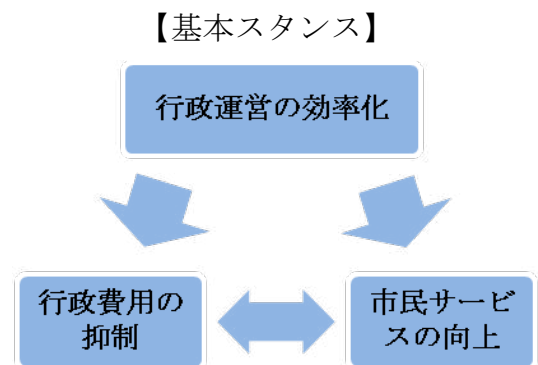 【基本スタンス】
行政運営の効率化
行政費用の
抑制
市民サービ
スの向上